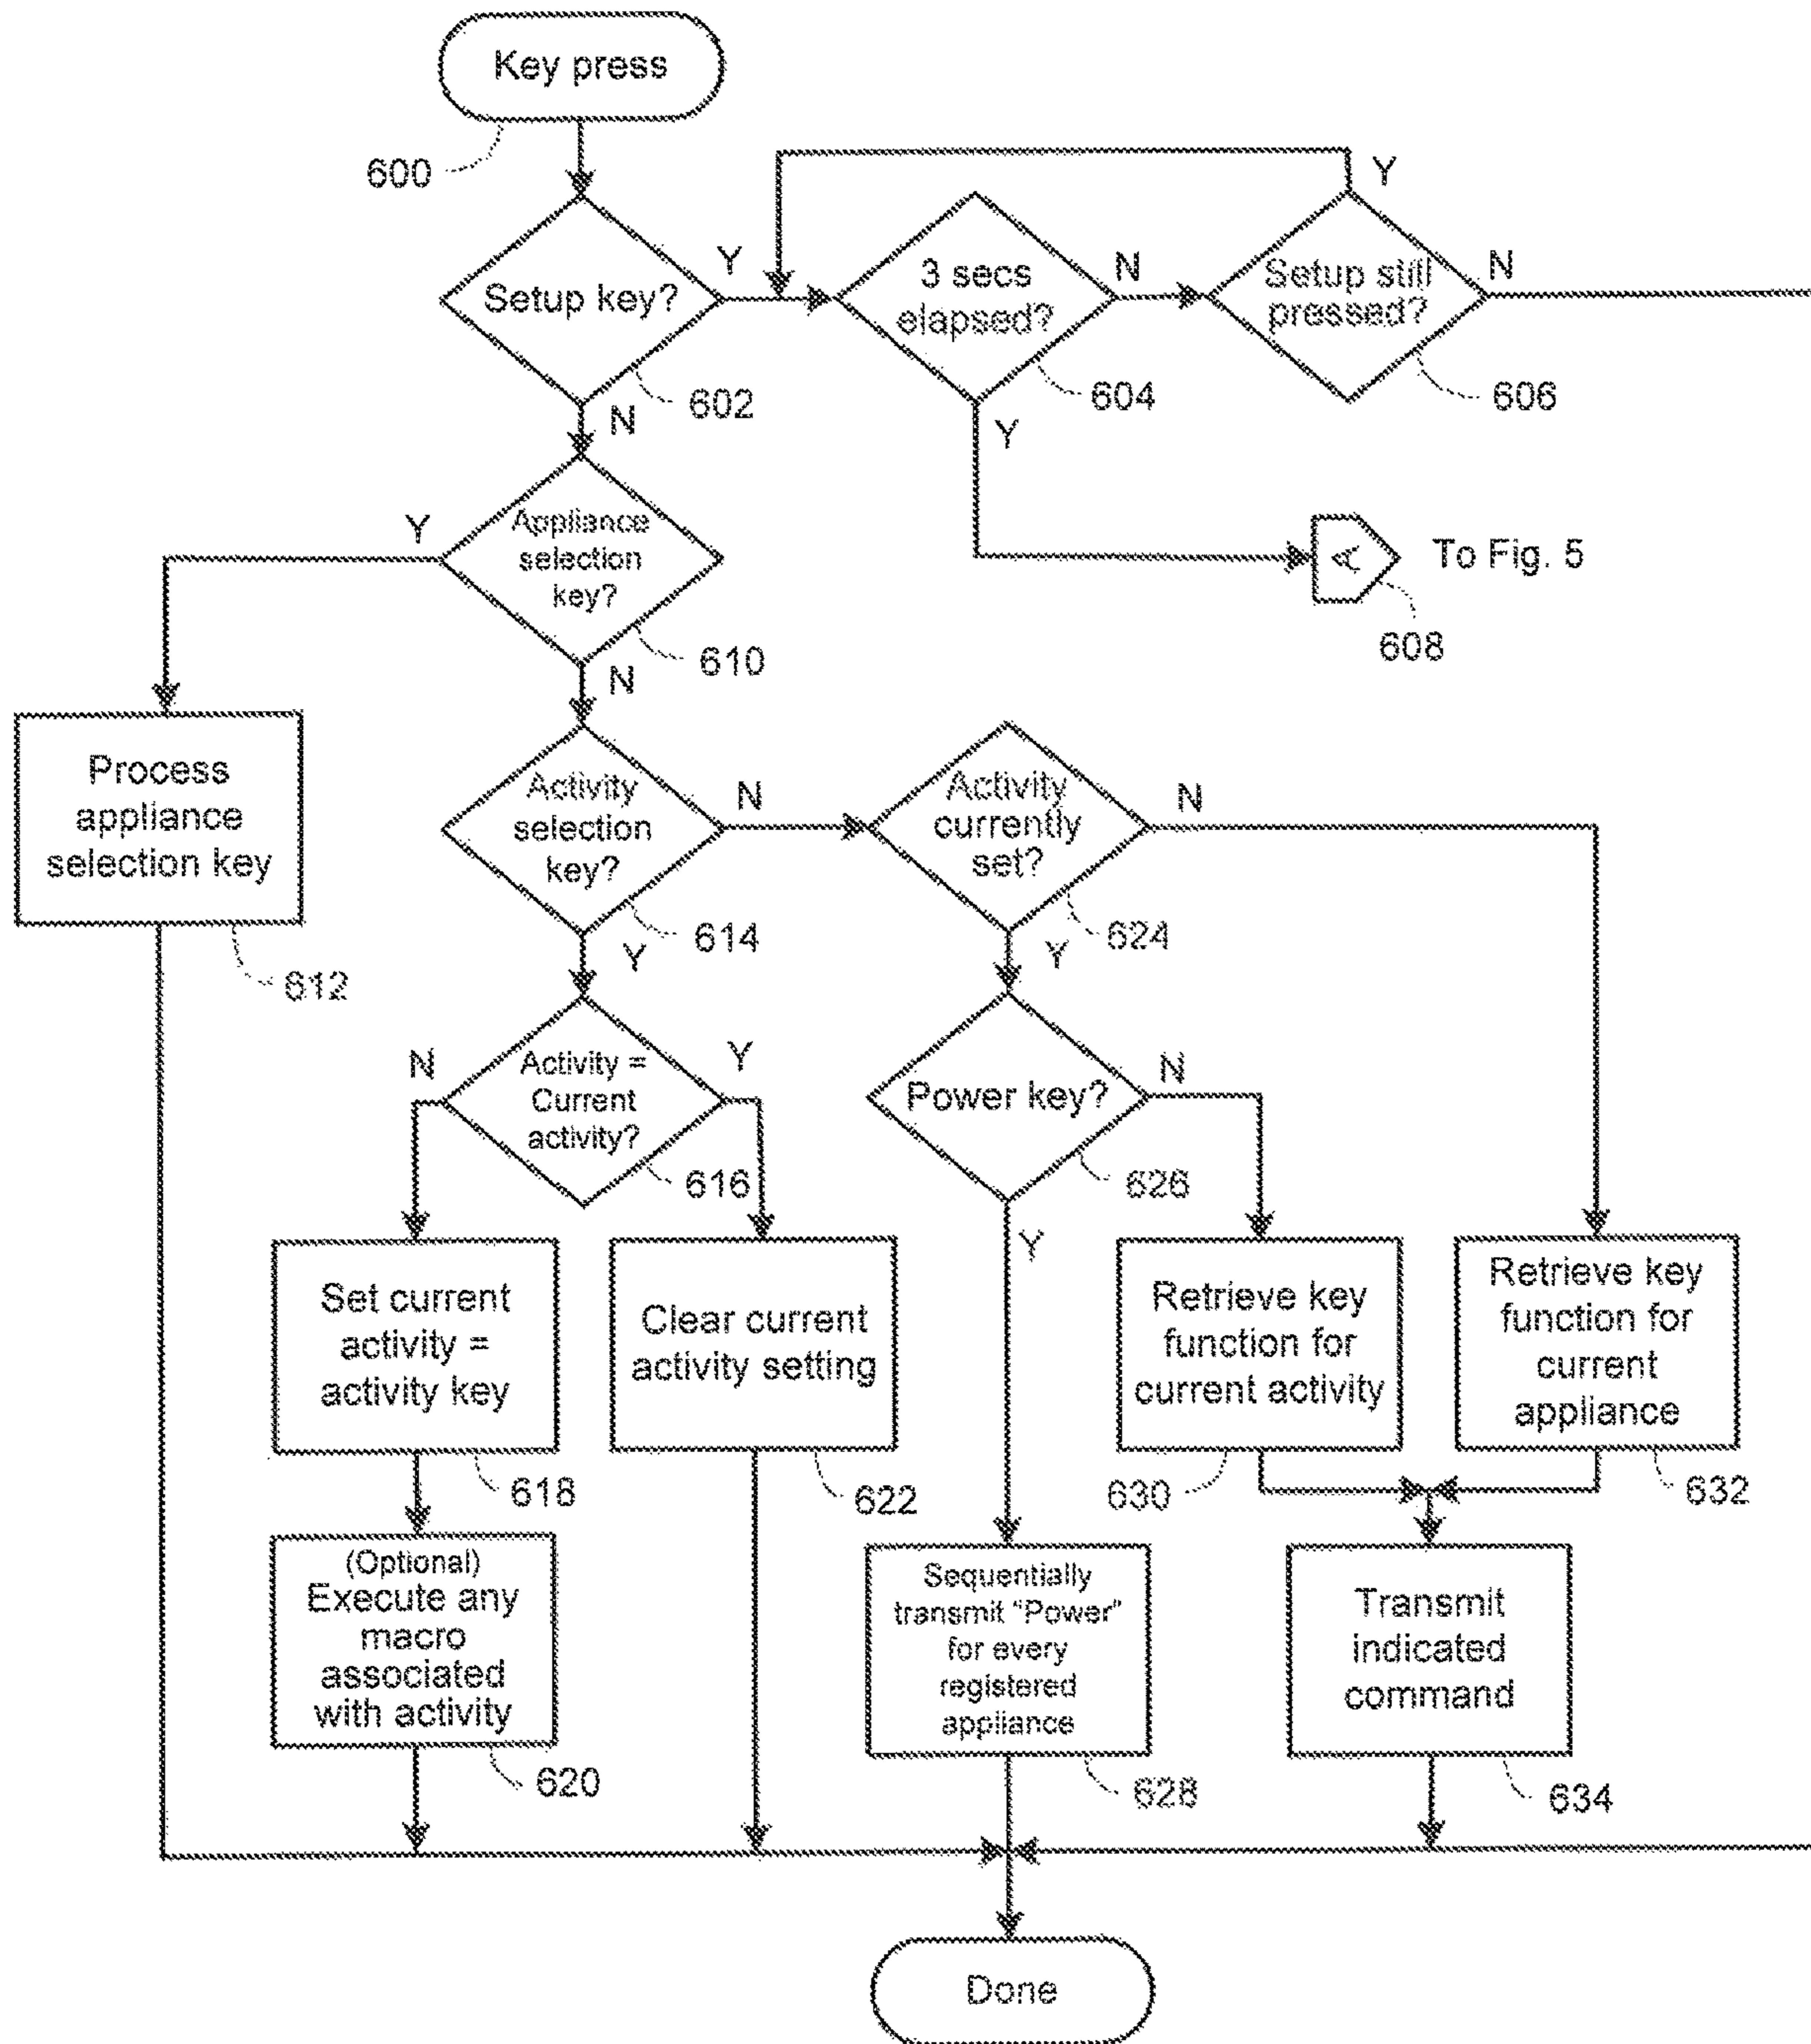 Key press
600
Setup key?
Y
N
602
3 secs
elapsed?
N
Y
604
Setup still
pressed?
Y
N
606
A
To Fig. 5
608
Appliance
selection
key?
Y
N
610
Process
appliance
selection key
612
Activity
selection
key?
N
Y
614
Activity
currently
set?
N
Y
624
Activity =
Current
activity?
N
Y
616
Power key?
N
Y
626
Set current
activity =
activity key
618
Clear current
activity setting
622
Retrieve key
function for
current activity
630
Retrieve key
function for
current
appliance
632
(Optional)
Execute any
macro
associated
with activity
620
Sequentially
transmit “Power”
for every
registered
appliance
628
Transmit
indicated
command
634
Done